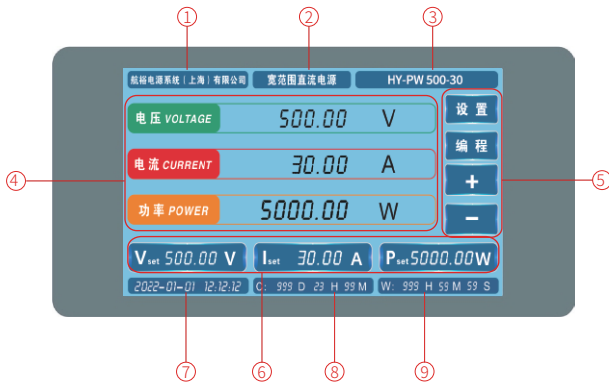 ① ② ③
航裕电源系统(上海)有限公司 宽范围直流电源 HY-PW 500-30
电压 VOLTAGE 500.00 V 设置
电流 CURRENT 30.00 A 编程
④ ⑤
+
功率 POWER 5000.00 W −
Vset 500.00 V Iset 30.00 A Pset 5000.00W
2022-01-01 12:12:12 C: 999 D 23 H 99 M W: 999 H 59 M 59 S
⑦ ⑥ ⑧ ⑨